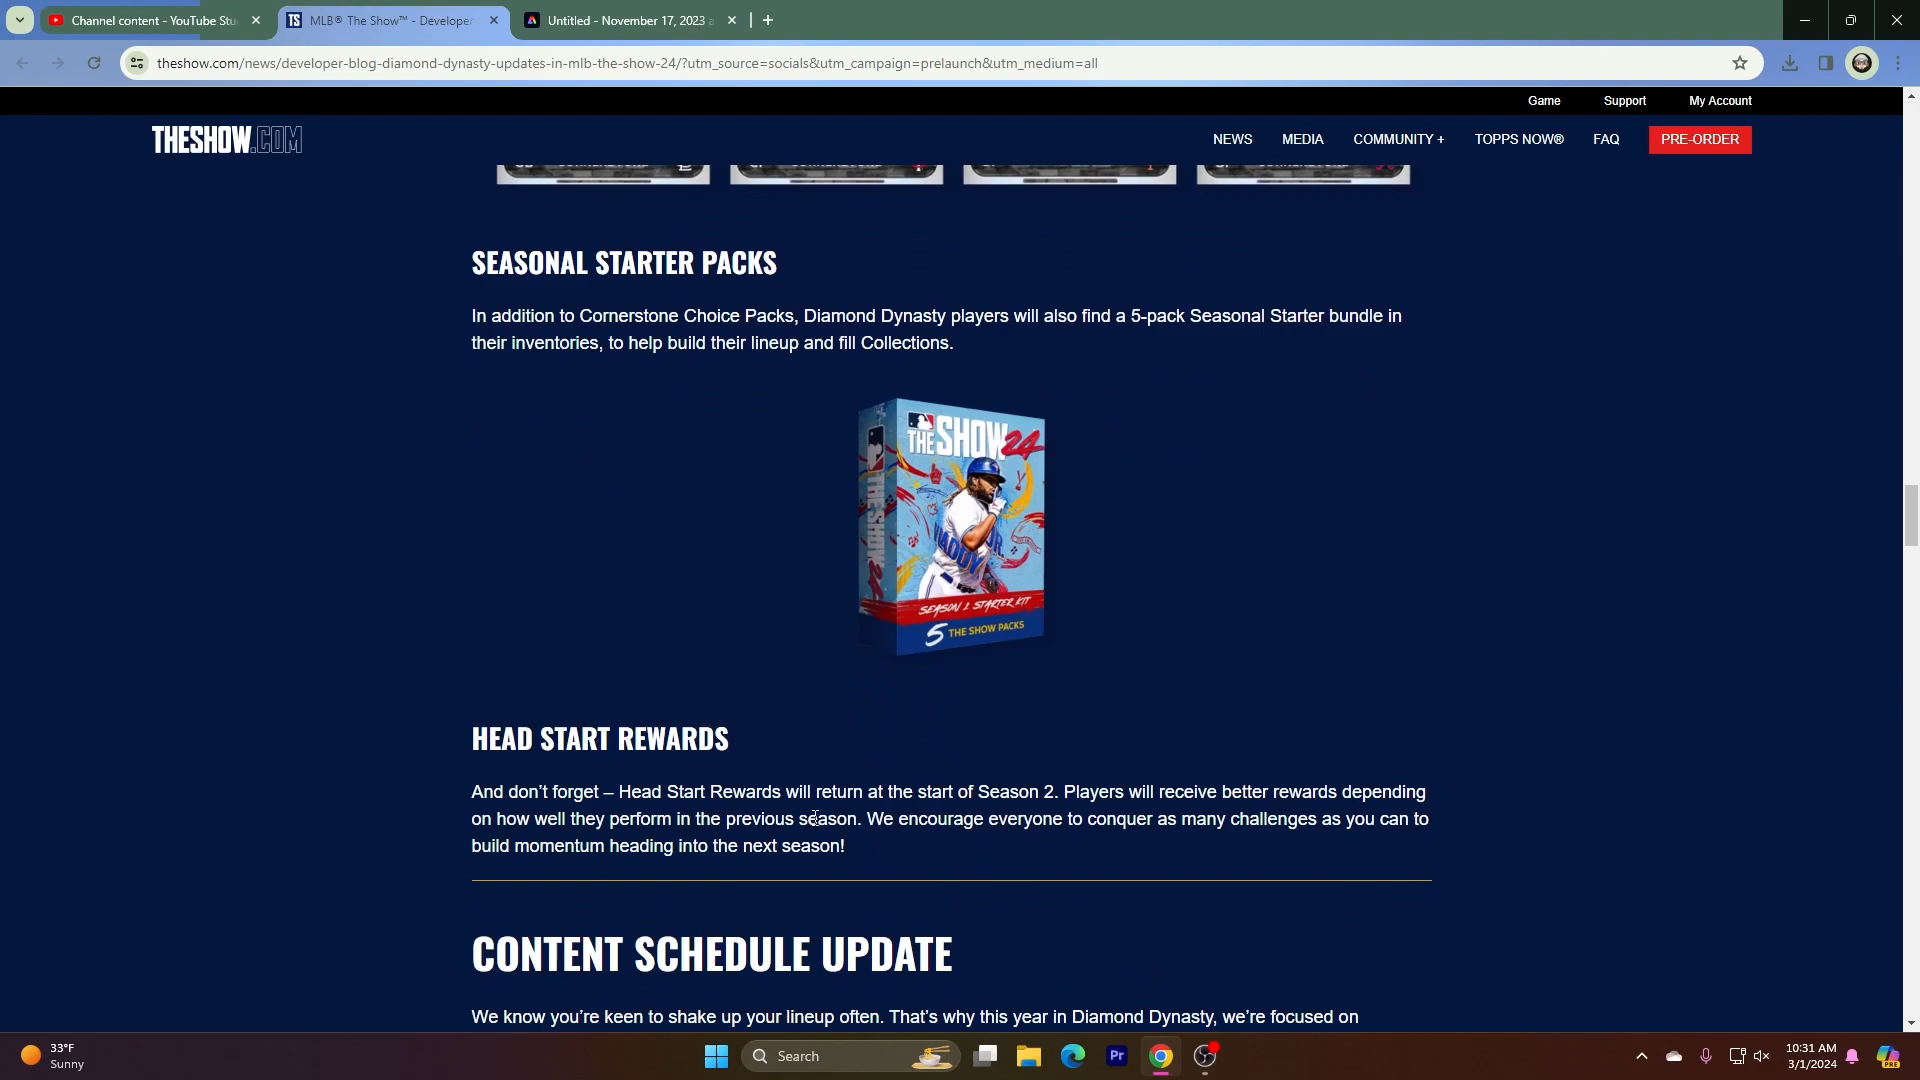 Channel content - YouTube Stu
MLB® The Show™ - Developer
Untitled - November 17, 2023 a
theshow.com/news/developer-blog-diamond-dynasty-updates-in-mlb-the-show-24/?utm_source=socials&utm_campaign=prelaunch&utm_medium=all
Game Support My Account
THESHOW.COM
NEWS MEDIA COMMUNITY + TOPPS NOW® FAQ PRE-ORDER
SEASONAL STARTER PACKS
In addition to Cornerstone Choice Packs, Diamond Dynasty players will also find a 5-pack Seasonal Starter bundle in
their inventories, to help build their lineup and fill Collections.
THE SHOW 24
THE SHOW 24
VLADDY JR.
SEASON 1 STARTER KIT
5 THE SHOW PACKS
HEAD START REWARDS
And don't forget – Head Start Rewards will return at the start of Season 2. Players will receive better rewards depending
on how well they perform in the previous season. We encourage everyone to conquer as many challenges as you can to
build momentum heading into the next season!
CONTENT SCHEDULE UPDATE
We know you're keen to shake up your lineup often. That's why this year in Diamond Dynasty, we're focused on
33°F
Sunny
Search
Pr
10:31 AM
3/1/2024
PRE